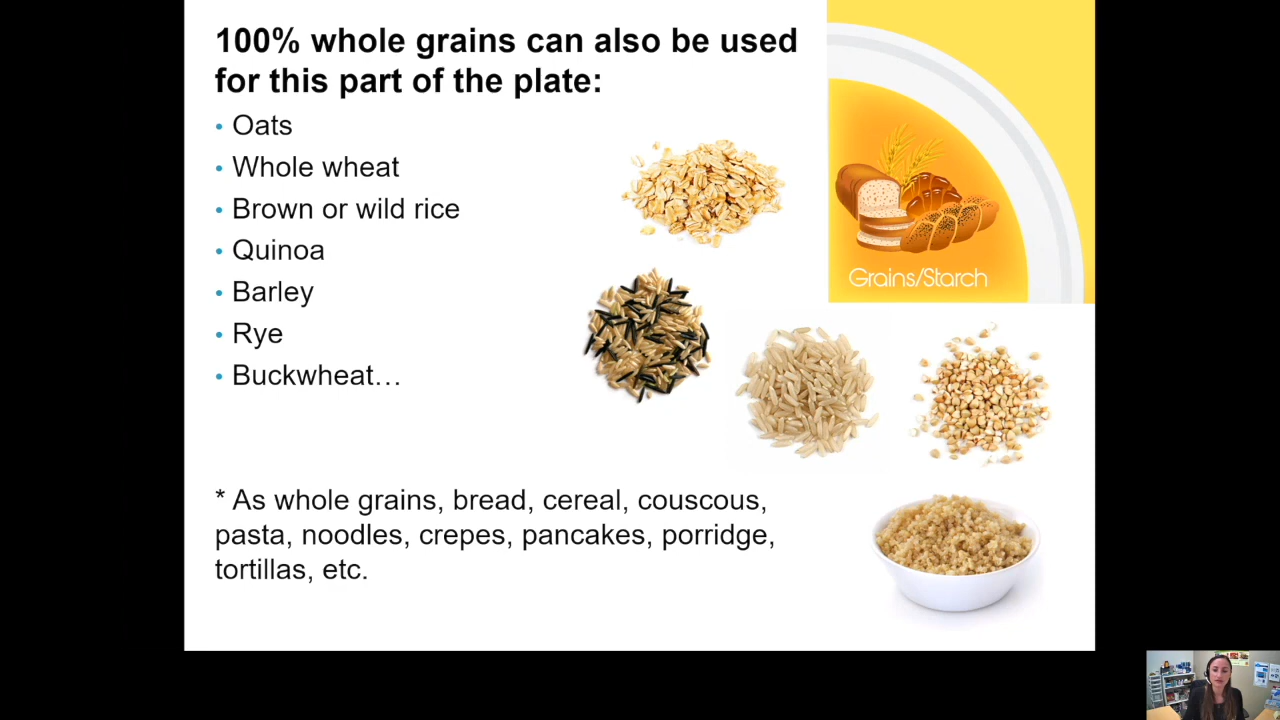 100% whole grains can also be used
for this part of the plate:
• Oats
• Whole wheat
• Brown or wild rice
• Quinoa
• Barley
• Rye
• Buckwheat…
Grains/Starch
* As whole grains, bread, cereal, couscous,
pasta, noodles, crepes, pancakes, porridge,
tortillas, etc.